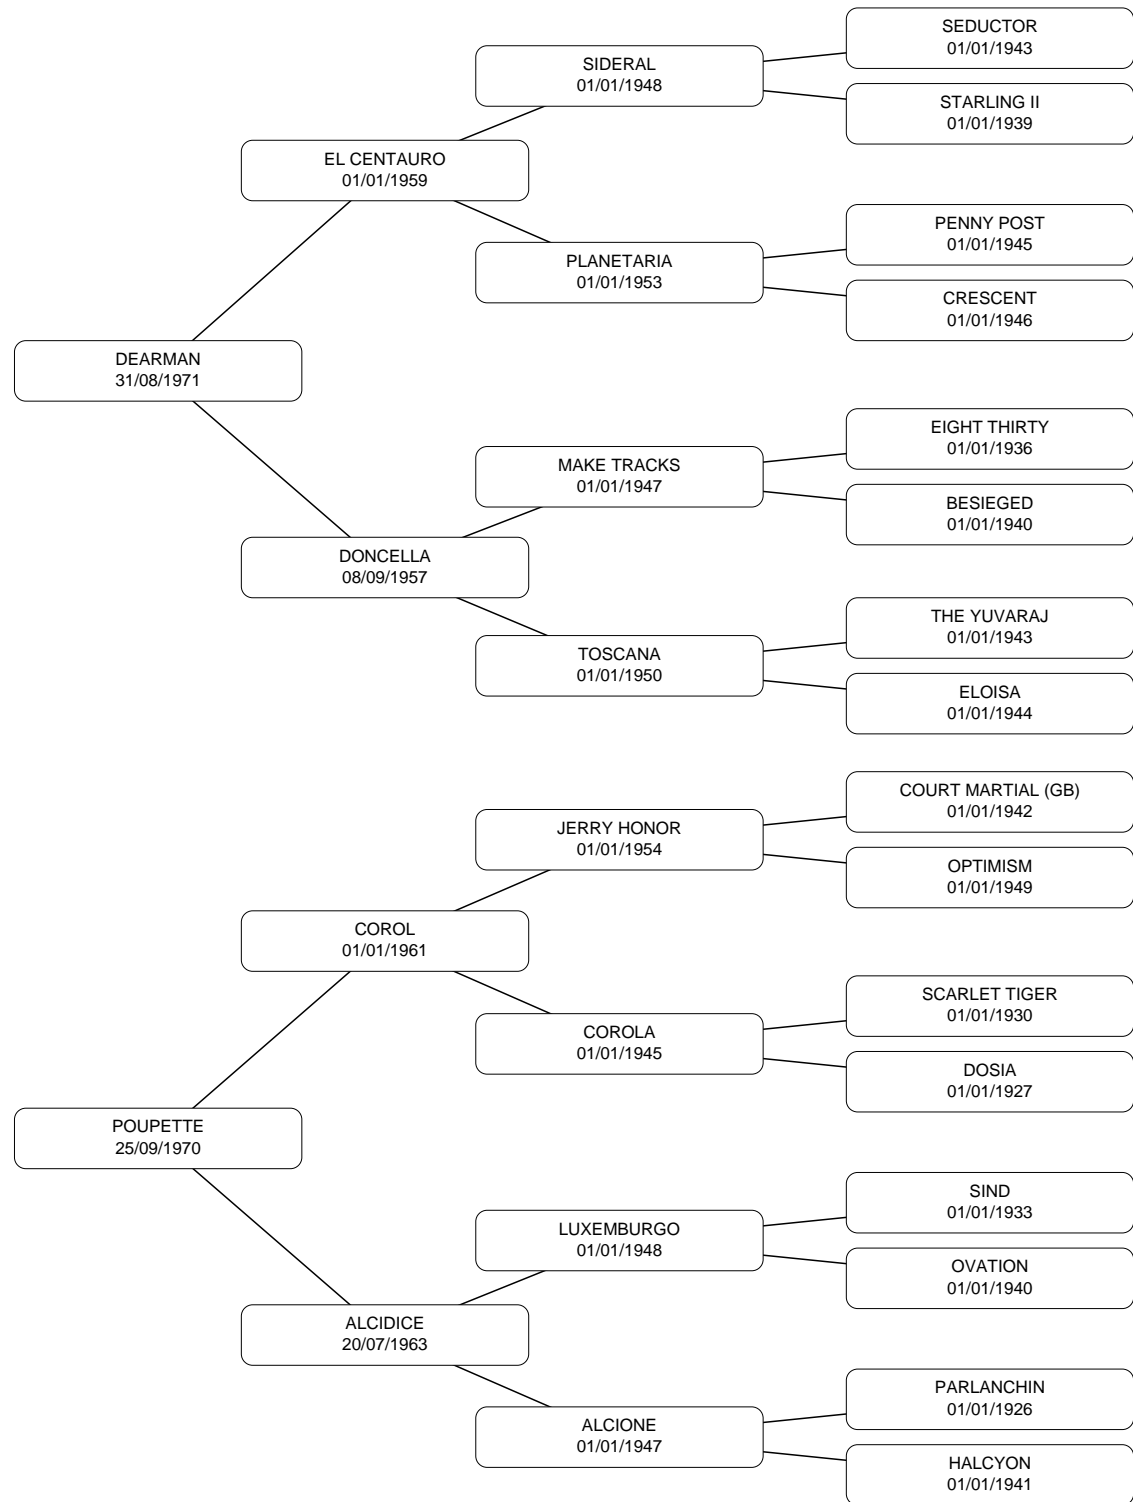 SEDUCTOR
01/01/1943
SIDERAL
01/01/1948
STARLING II
01/01/1939
EL CENTAURO
01/01/1959
PENNY POST
01/01/1945
PLANETARIA
01/01/1953
CRESCENT
01/01/1946
DEARMAN
31/08/1971
EIGHT THIRTY
01/01/1936
MAKE TRACKS
01/01/1947
BESIEGED
01/01/1940
DONCELLA
08/09/1957
THE YUVARAJ
01/01/1943
TOSCANA
01/01/1950
ELOISA
01/01/1944
COURT MARTIAL (GB)
01/01/1942
JERRY HONOR
01/01/1954
OPTIMISM
01/01/1949
COROL
01/01/1961
SCARLET TIGER
01/01/1930
COROLA
01/01/1945
DOSIA
01/01/1927
POUPETTE
25/09/1970
SIND
01/01/1933
LUXEMBURGO
01/01/1948
OVATION
01/01/1940
ALCIDICE
20/07/1963
PARLANCHIN
01/01/1926
ALCIONE
01/01/1947
HALCYON
01/01/1941